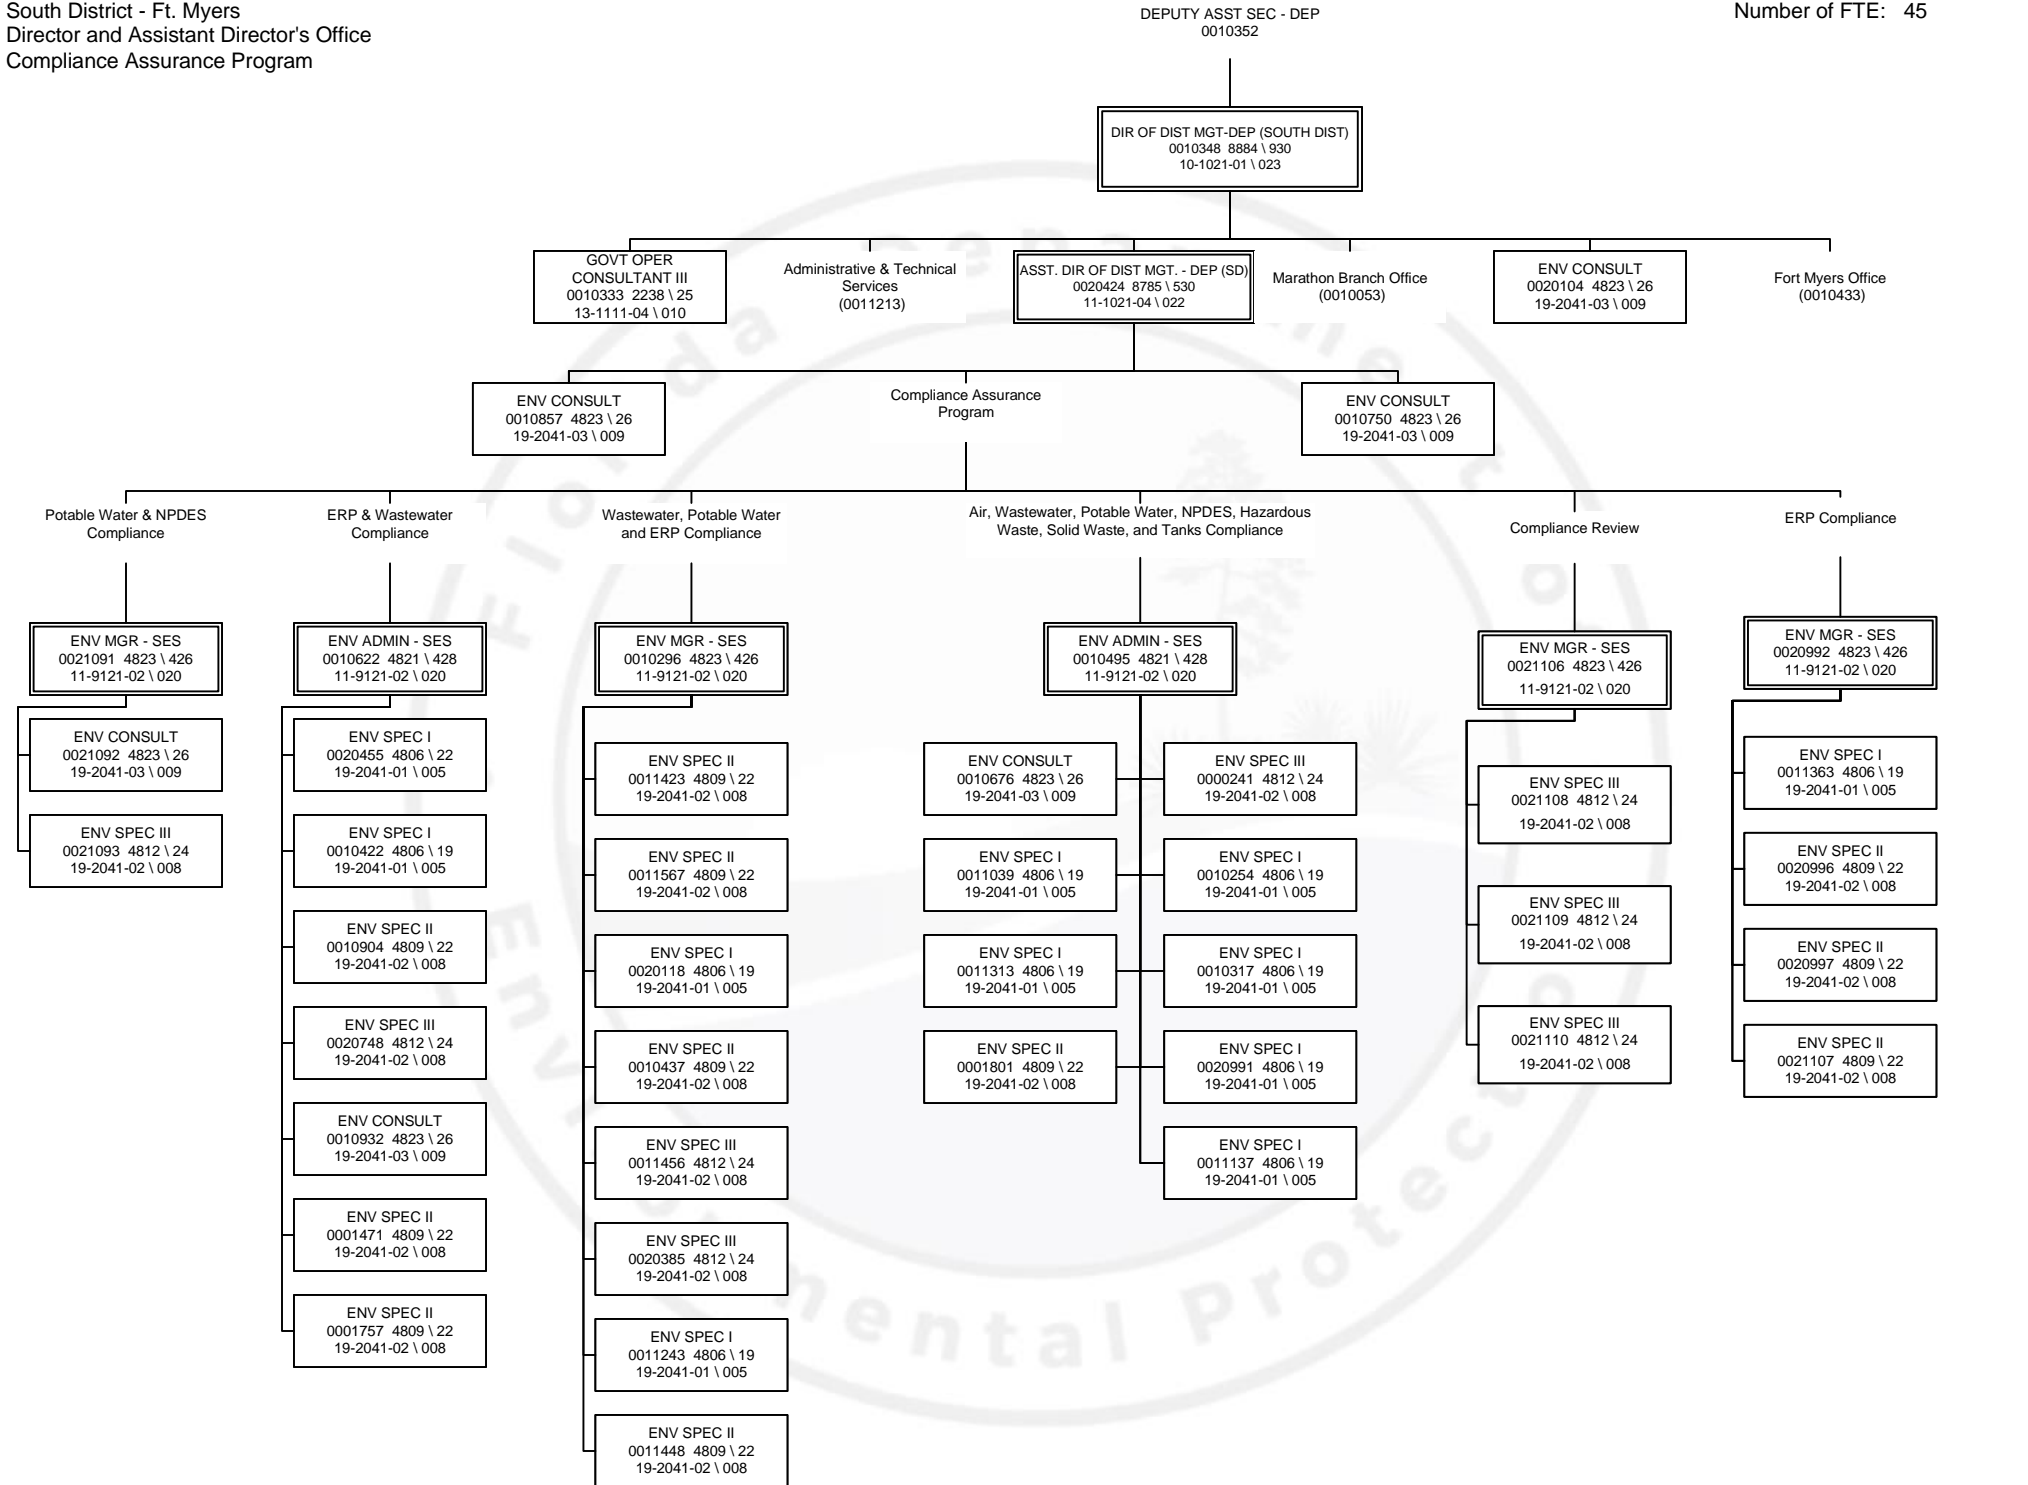 South District - Ft. Myers
Director and Assistant Director's Office
Compliance Assurance Program
Number of FTE: 45
DEPUTY ASST SEC - DEP
0010352
DIR OF DIST MGT-DEP (SOUTH DIST)
0010348 8884 \ 930
10-1021-01 \ 023
GOVT OPER
CONSULTANT III
0010333 2238 \ 25
13-1111-04 \ 010
Administrative & Technical
Services
(0011213)
ASST. DIR OF DIST MGT. - DEP (SD)
0020424 8785 \ 530
11-1021-04 \ 022
Marathon Branch Office
(0010053)
ENV CONSULT
0020104 4823 \ 26
19-2041-03 \ 009
Fort Myers Office
(0010433)
ENV CONSULT
0010857 4823 \ 26
19-2041-03 \ 009
Compliance Assurance
Program
ENV CONSULT
0010750 4823 \ 26
19-2041-03 \ 009
Potable Water & NPDES
Compliance
ENV MGR - SES
0021091 4823 \ 426
11-9121-02 \ 020
ENV CONSULT
0021092 4823 \ 26
19-2041-03 \ 009
ENV SPEC III
0021093 4812 \ 24
19-2041-02 \ 008
ERP & Wastewater
Compliance
ENV ADMIN - SES
0010622 4821 \ 428
11-9121-02 \ 020
ENV SPEC I
0020455 4806 \ 22
19-2041-01 \ 005
ENV SPEC I
0010422 4806 \ 19
19-2041-01 \ 005
ENV SPEC II
0010904 4809 \ 22
19-2041-02 \ 008
ENV SPEC III
0020748 4812 \ 24
19-2041-02 \ 008
ENV CONSULT
0010932 4823 \ 26
19-2041-03 \ 009
ENV SPEC II
0001471 4809 \ 22
19-2041-02 \ 008
ENV SPEC II
0001757 4809 \ 22
19-2041-02 \ 008
Wastewater, Potable Water
and ERP Compliance
ENV MGR - SES
0010296 4823 \ 426
11-9121-02 \ 020
ENV SPEC II
0011423 4809 \ 22
19-2041-02 \ 008
ENV SPEC II
0011567 4809 \ 22
19-2041-02 \ 008
ENV SPEC I
0020118 4806 \ 19
19-2041-01 \ 005
ENV SPEC II
0010437 4809 \ 22
19-2041-02 \ 008
ENV SPEC III
0011456 4812 \ 24
19-2041-02 \ 008
ENV SPEC III
0020385 4812 \ 24
19-2041-02 \ 008
ENV SPEC I
0011243 4806 \ 19
19-2041-01 \ 005
ENV SPEC II
0011448 4809 \ 22
19-2041-02 \ 008
Air, Wastewater, Potable Water, NPDES, Hazardous
Waste, Solid Waste, and Tanks Compliance
ENV ADMIN - SES
0010495 4821 \ 428
11-9121-02 \ 020
ENV CONSULT
0010676 4823 \ 26
19-2041-03 \ 009
ENV SPEC III
0000241 4812 \ 24
19-2041-02 \ 008
ENV SPEC I
0011039 4806 \ 19
19-2041-01 \ 005
ENV SPEC I
0010254 4806 \ 19
19-2041-01 \ 005
ENV SPEC I
0011313 4806 \ 19
19-2041-01 \ 005
ENV SPEC I
0010317 4806 \ 19
19-2041-01 \ 005
ENV SPEC II
0001801 4809 \ 22
19-2041-02 \ 008
ENV SPEC I
0020991 4806 \ 19
19-2041-01 \ 005
ENV SPEC I
0011137 4806 \ 19
19-2041-01 \ 005
Compliance Review
ENV MGR - SES
0021106 4823 \ 426
11-9121-02 \ 020
ENV SPEC III
0021108 4812 \ 24
19-2041-02 \ 008
ENV SPEC III
0021109 4812 \ 24
19-2041-02 \ 008
ENV SPEC III
0021110 4812 \ 24
19-2041-02 \ 008
ERP Compliance
ENV MGR - SES
0020992 4823 \ 426
11-9121-02 \ 020
ENV SPEC I
0011363 4806 \ 19
19-2041-01 \ 005
ENV SPEC II
0020996 4809 \ 22
19-2041-02 \ 008
ENV SPEC II
0020997 4809 \ 22
19-2041-02 \ 008
ENV SPEC II
0021107 4809 \ 22
19-2041-02 \ 008